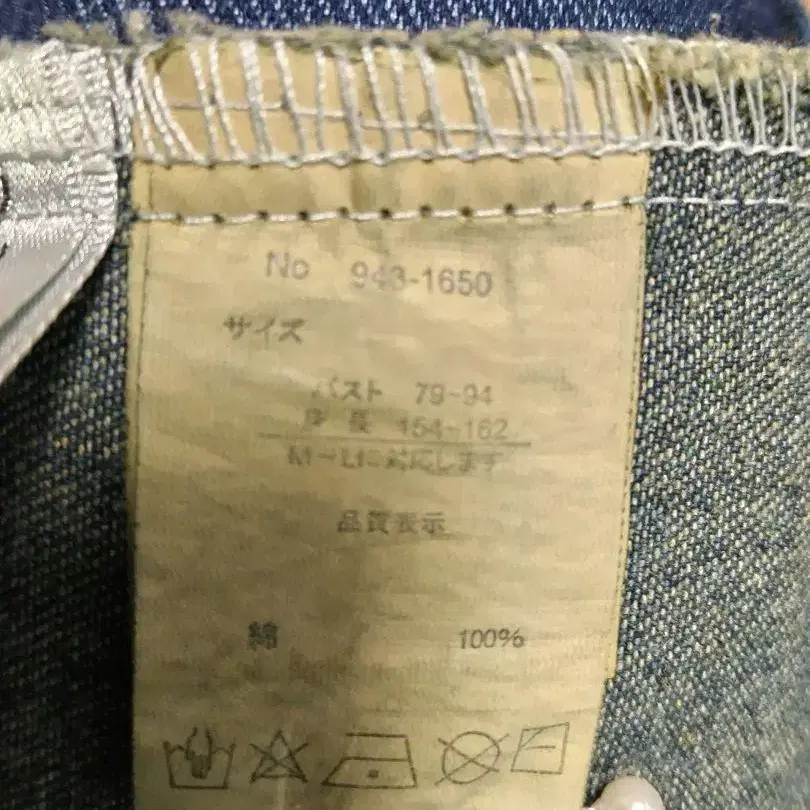 No 943-1650
サイズ
バスト 79-94
身長 154-162
M～Lに対応します
品質表示
綿 100%